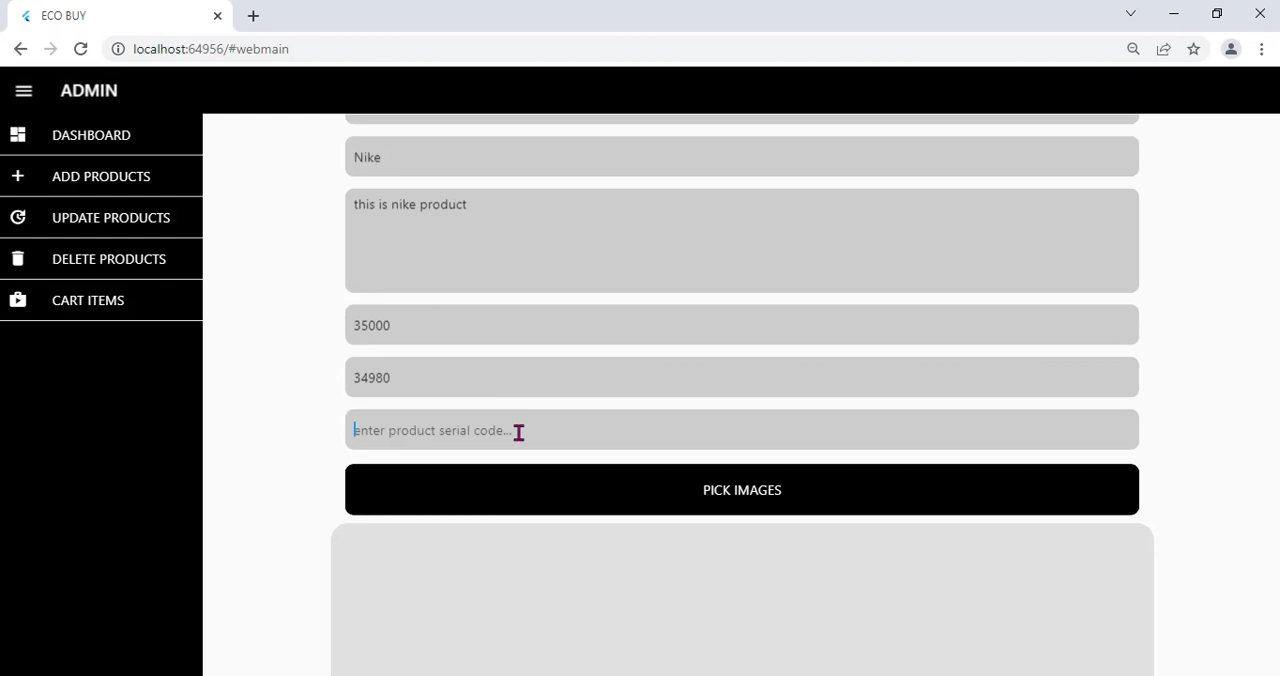 ECO BUY
localhost:64956/#webmain
ADMIN
DASHBOARD
ADD PRODUCTS
UPDATE PRODUCTS
DELETE PRODUCTS
CART ITEMS
Nike
this is nike product
35000
34980
enter product serial code...
PICK IMAGES